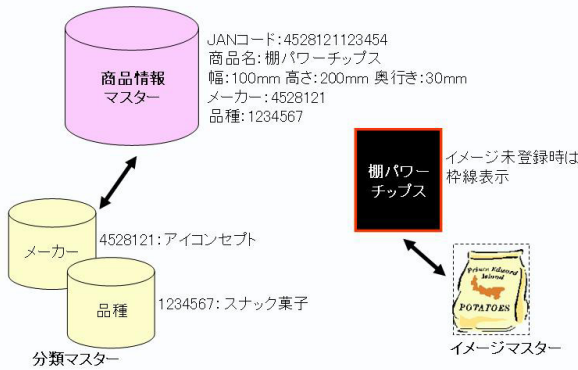 商品情報
マスター
JANコード:4528121123454
商品名:棚パワーチップス
幅:100mm 高さ:200mm 奥行き:30mm
メーカー:4528121
品種:1234567
棚パワー
チップス
イメージ未登録時は
枠線表示
メーカー
4528121:アイコンセプト
品種
1234567:スナック菓子
分類マスター
Prince Edward
Island
POTATOES
イメージマスター